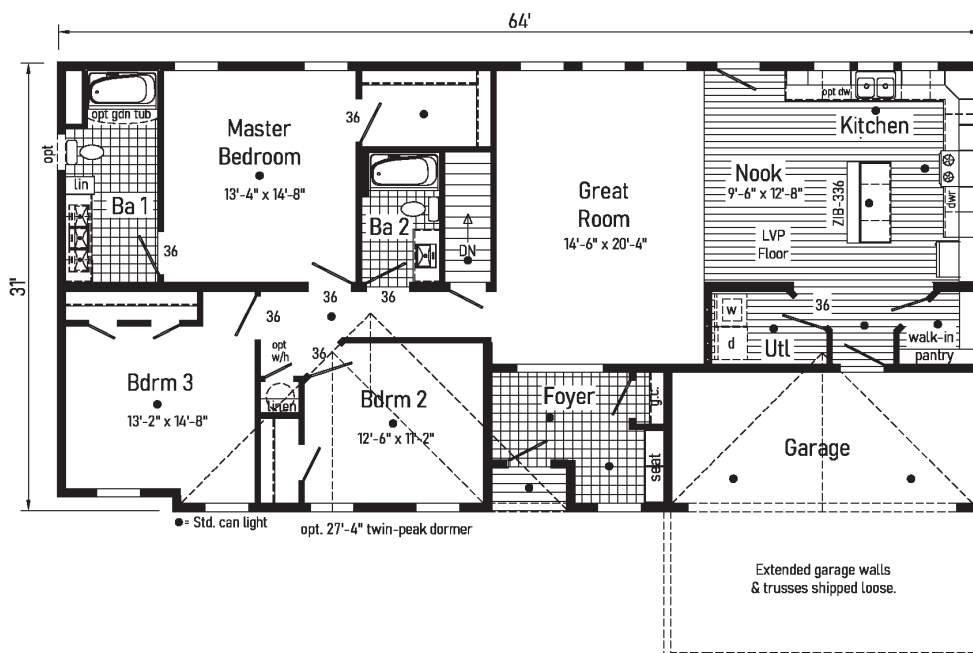 64'
31'
opt gdn tub
opt
lin
Ba 1
36
Master
Bedroom
13'-4" x 14'-8"
36
Ba 2
DN
Great
Room
14'-6" x 20'-4"
opt dw
Kitchen
Nook
9'-6" x 12'-8"
ZIB-336
dwr
LVP
Floor
36
36
36
opt
w/h
36
linen
Bdrm 3
13'-2" x 14'-8"
Bdrm 2
12'-6" x 11'-2"
w
d
Utl
36
walk-in
pantry
Foyer
g.c.
seat
Garage
● = Std. can light
opt. 27'-4" twin-peak dormer
Extended garage walls
& trusses shipped loose.